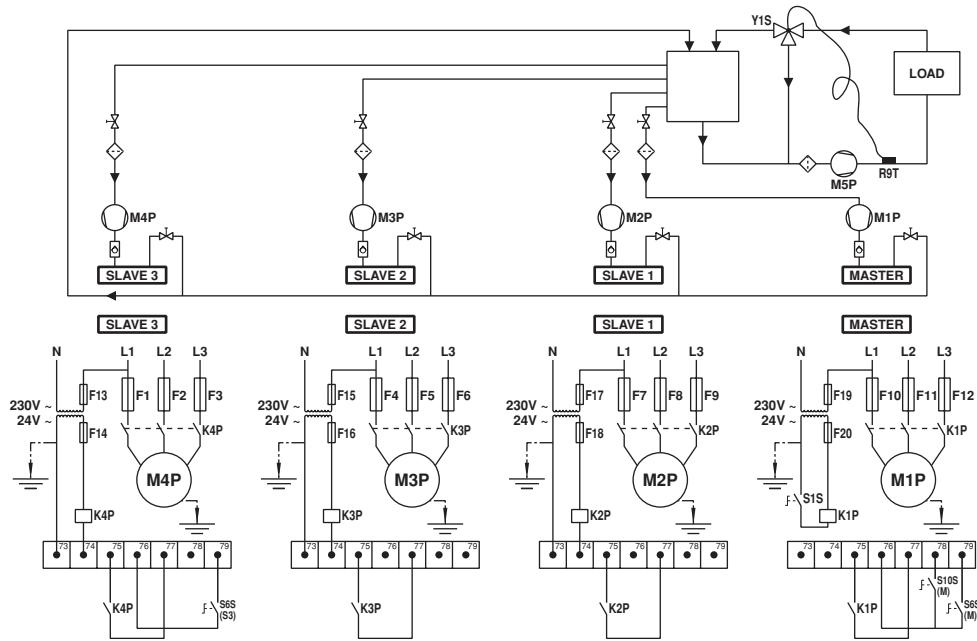 Y1S
LOAD
R9T
M5P
M4P
M3P
M2P
M1P
SLAVE 3
SLAVE 2
SLAVE 1
MASTER
SLAVE 3
SLAVE 2
SLAVE 1
MASTER
N L1 L2 L3
N L1 L2 L3
N L1 L2 L3
N L1 L2 L3
F13 F1 F2 F3
F15 F4 F5 F6
F17 F7 F8 F9
F19 F10 F11 F12
230V ~
24V ~
230V ~
24V ~
230V ~
24V ~
230V ~
24V ~
F14 K4P
F16 K3P
F18 K2P
F20 K1P
M4P
M3P
M2P
M1P
S1S
K4P
K3P
K2P
K1P
73 74 75 76 77 78 79
73 74 75 76 77 78 79
73 74 75 76 77 78 79
73 74 75 76 77 78 79
K4P
S6S
(S3)
K3P
K2P
K1P
S10S
(M)
S6S
(M)